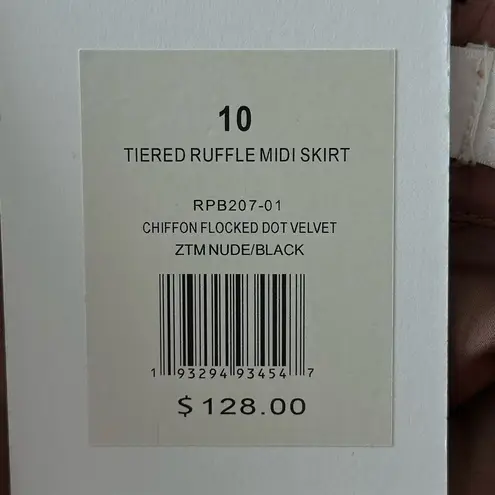 10
TIERED RUFFLE MIDI SKIRT
RPB207-01
CHIFFON FLOCKED DOT VELVET
ZTM NUDE/BLACK
1 93294 93454 7
$ 128.00